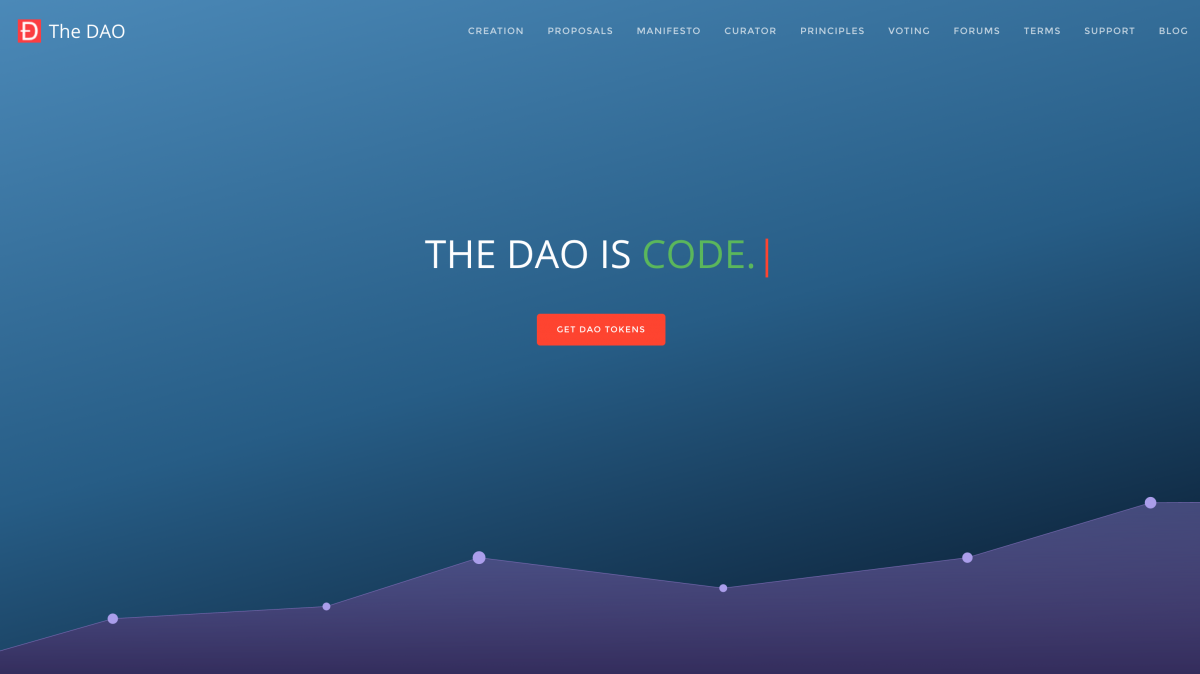 The DAO
CREATION PROPOSALS MANIFESTO CURATOR PRINCIPLES VOTING FORUMS TERMS SUPPORT BLOG
THE DAO IS CODE.
GET DAO TOKENS